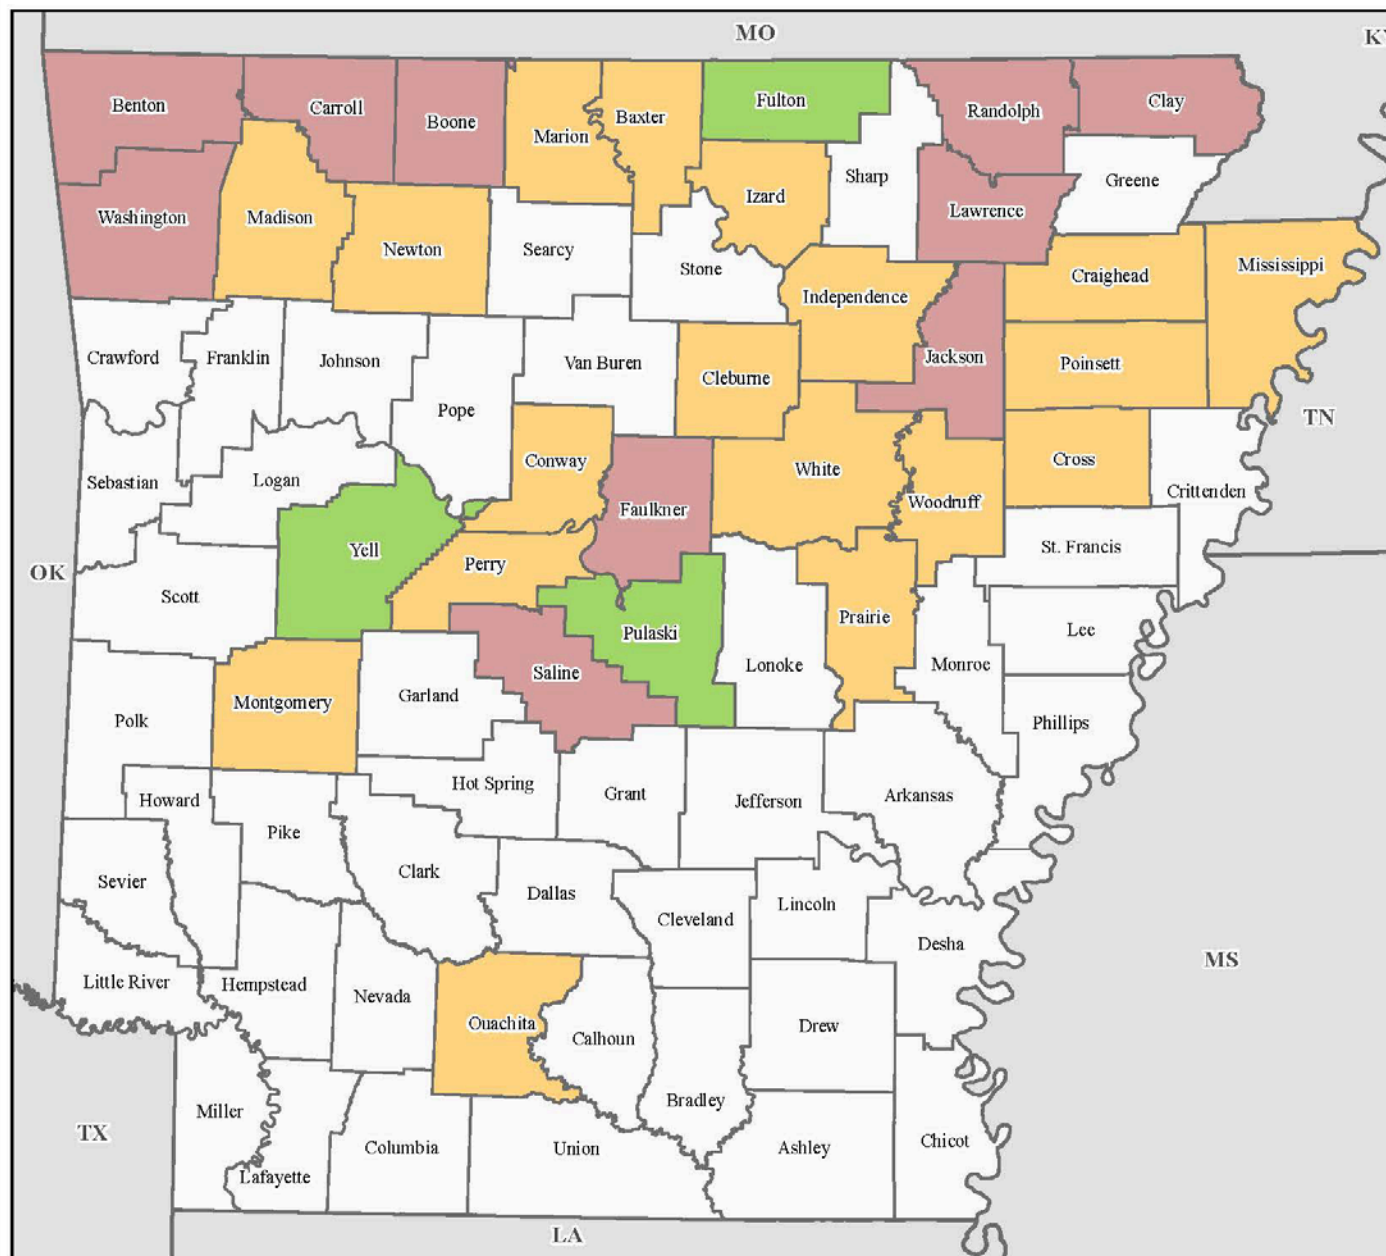 MO
KY
Benton
Carroll
Boone
Marion
Baxter
Fulton
Randolph
Clay
Sharp
Greene
Izard
Lawrence
Washington
Madison
Newton
Searcy
Stone
Craighead
Mississippi
Independence
Crawford
Franklin
Johnson
Van Buren
Cleburne
Jackson
Poinsett
Pope
TN
Sebastian
Logan
Conway
White
Cross
Crittenden
Faulkner
Woodruff
Yell
Perry
St. Francis
OK
Scott
Pulaski
Prairie
Lee
Saline
Lonoke
Monroe
Garland
Montgomery
Polk
Phillips
Hot Spring
Howard
Grant
Jefferson
Arkansas
Pike
Clark
Sevier
Dallas
Lincoln
Cleveland
Desha
MS
Little River
Hempstead
Nevada
Ouachita
Calhoun
Drew
Bradley
Miller
TX
Chicot
Columbia
Union
Ashley
Lafayette
LA